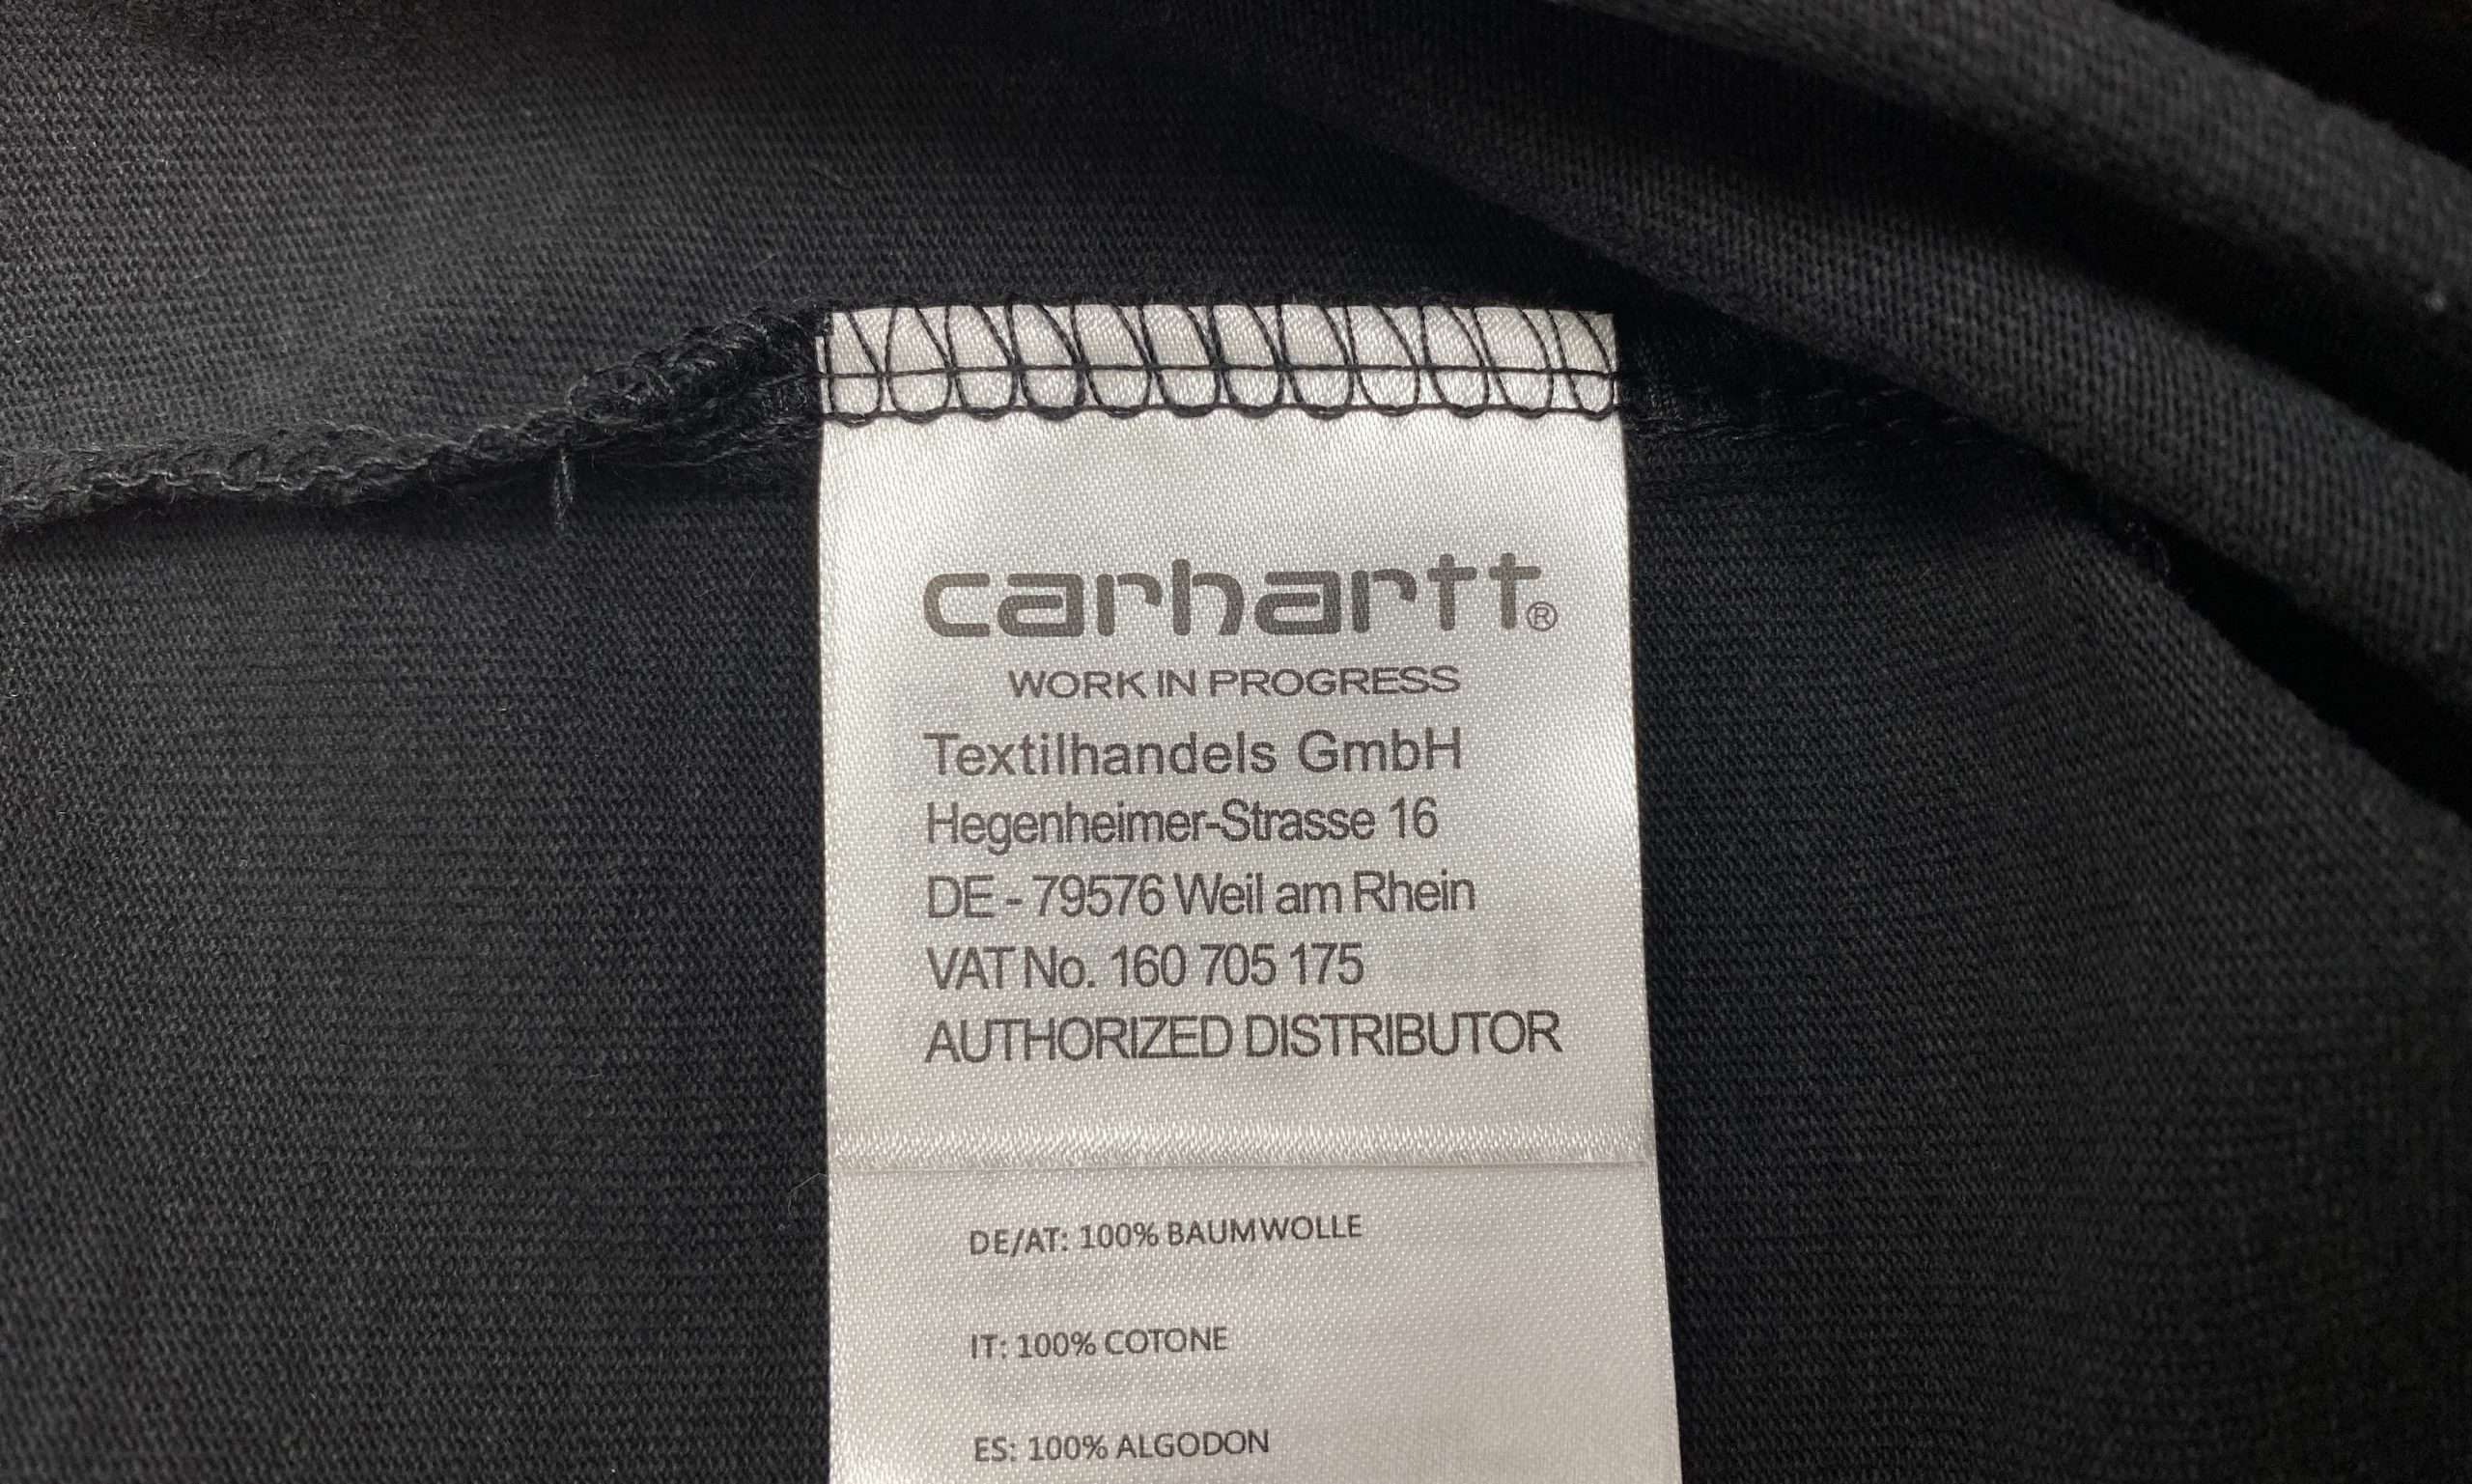 carhartt®
WORK IN PROGRESS
Textilhandels GmbH
Hegenheimer-Strasse 16
DE - 79576 Weil am Rhein
VAT No. 160 705 175
AUTHORIZED DISTRIBUTOR
DE/AT: 100% BAUMWOLLE
IT: 100% COTONE
ES: 100% ALGODON